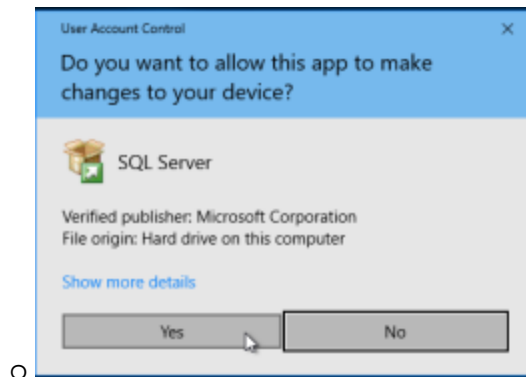 User Account Control
Do you want to allow this app to make
changes to your device?
SQL Server
Verified publisher: Microsoft Corporation
File origin: Hard drive on this computer
Show more details
Yes
No